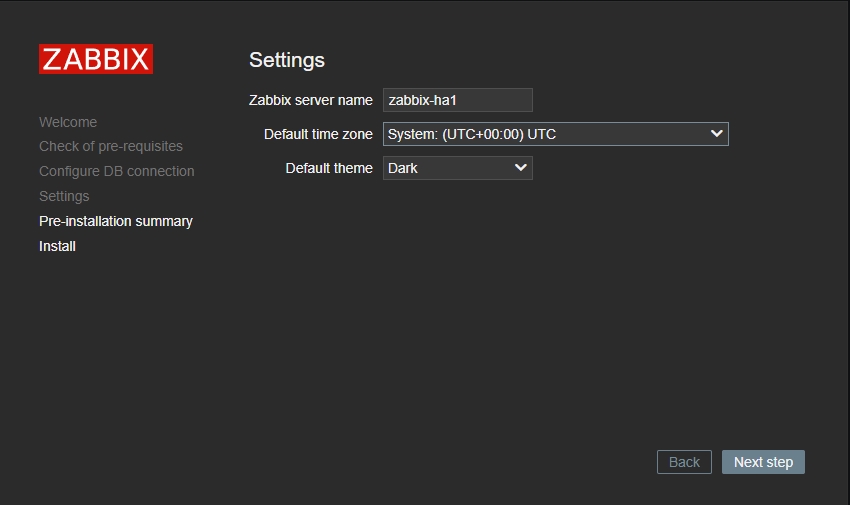 ZABBIX
Welcome
Check of pre-requisites
Configure DB connection
Settings
Pre-installation summary
Install
Settings
Zabbix server name zabbix-ha1
Default time zone System: (UTC+00:00) UTC
Default theme Dark
Back Next step